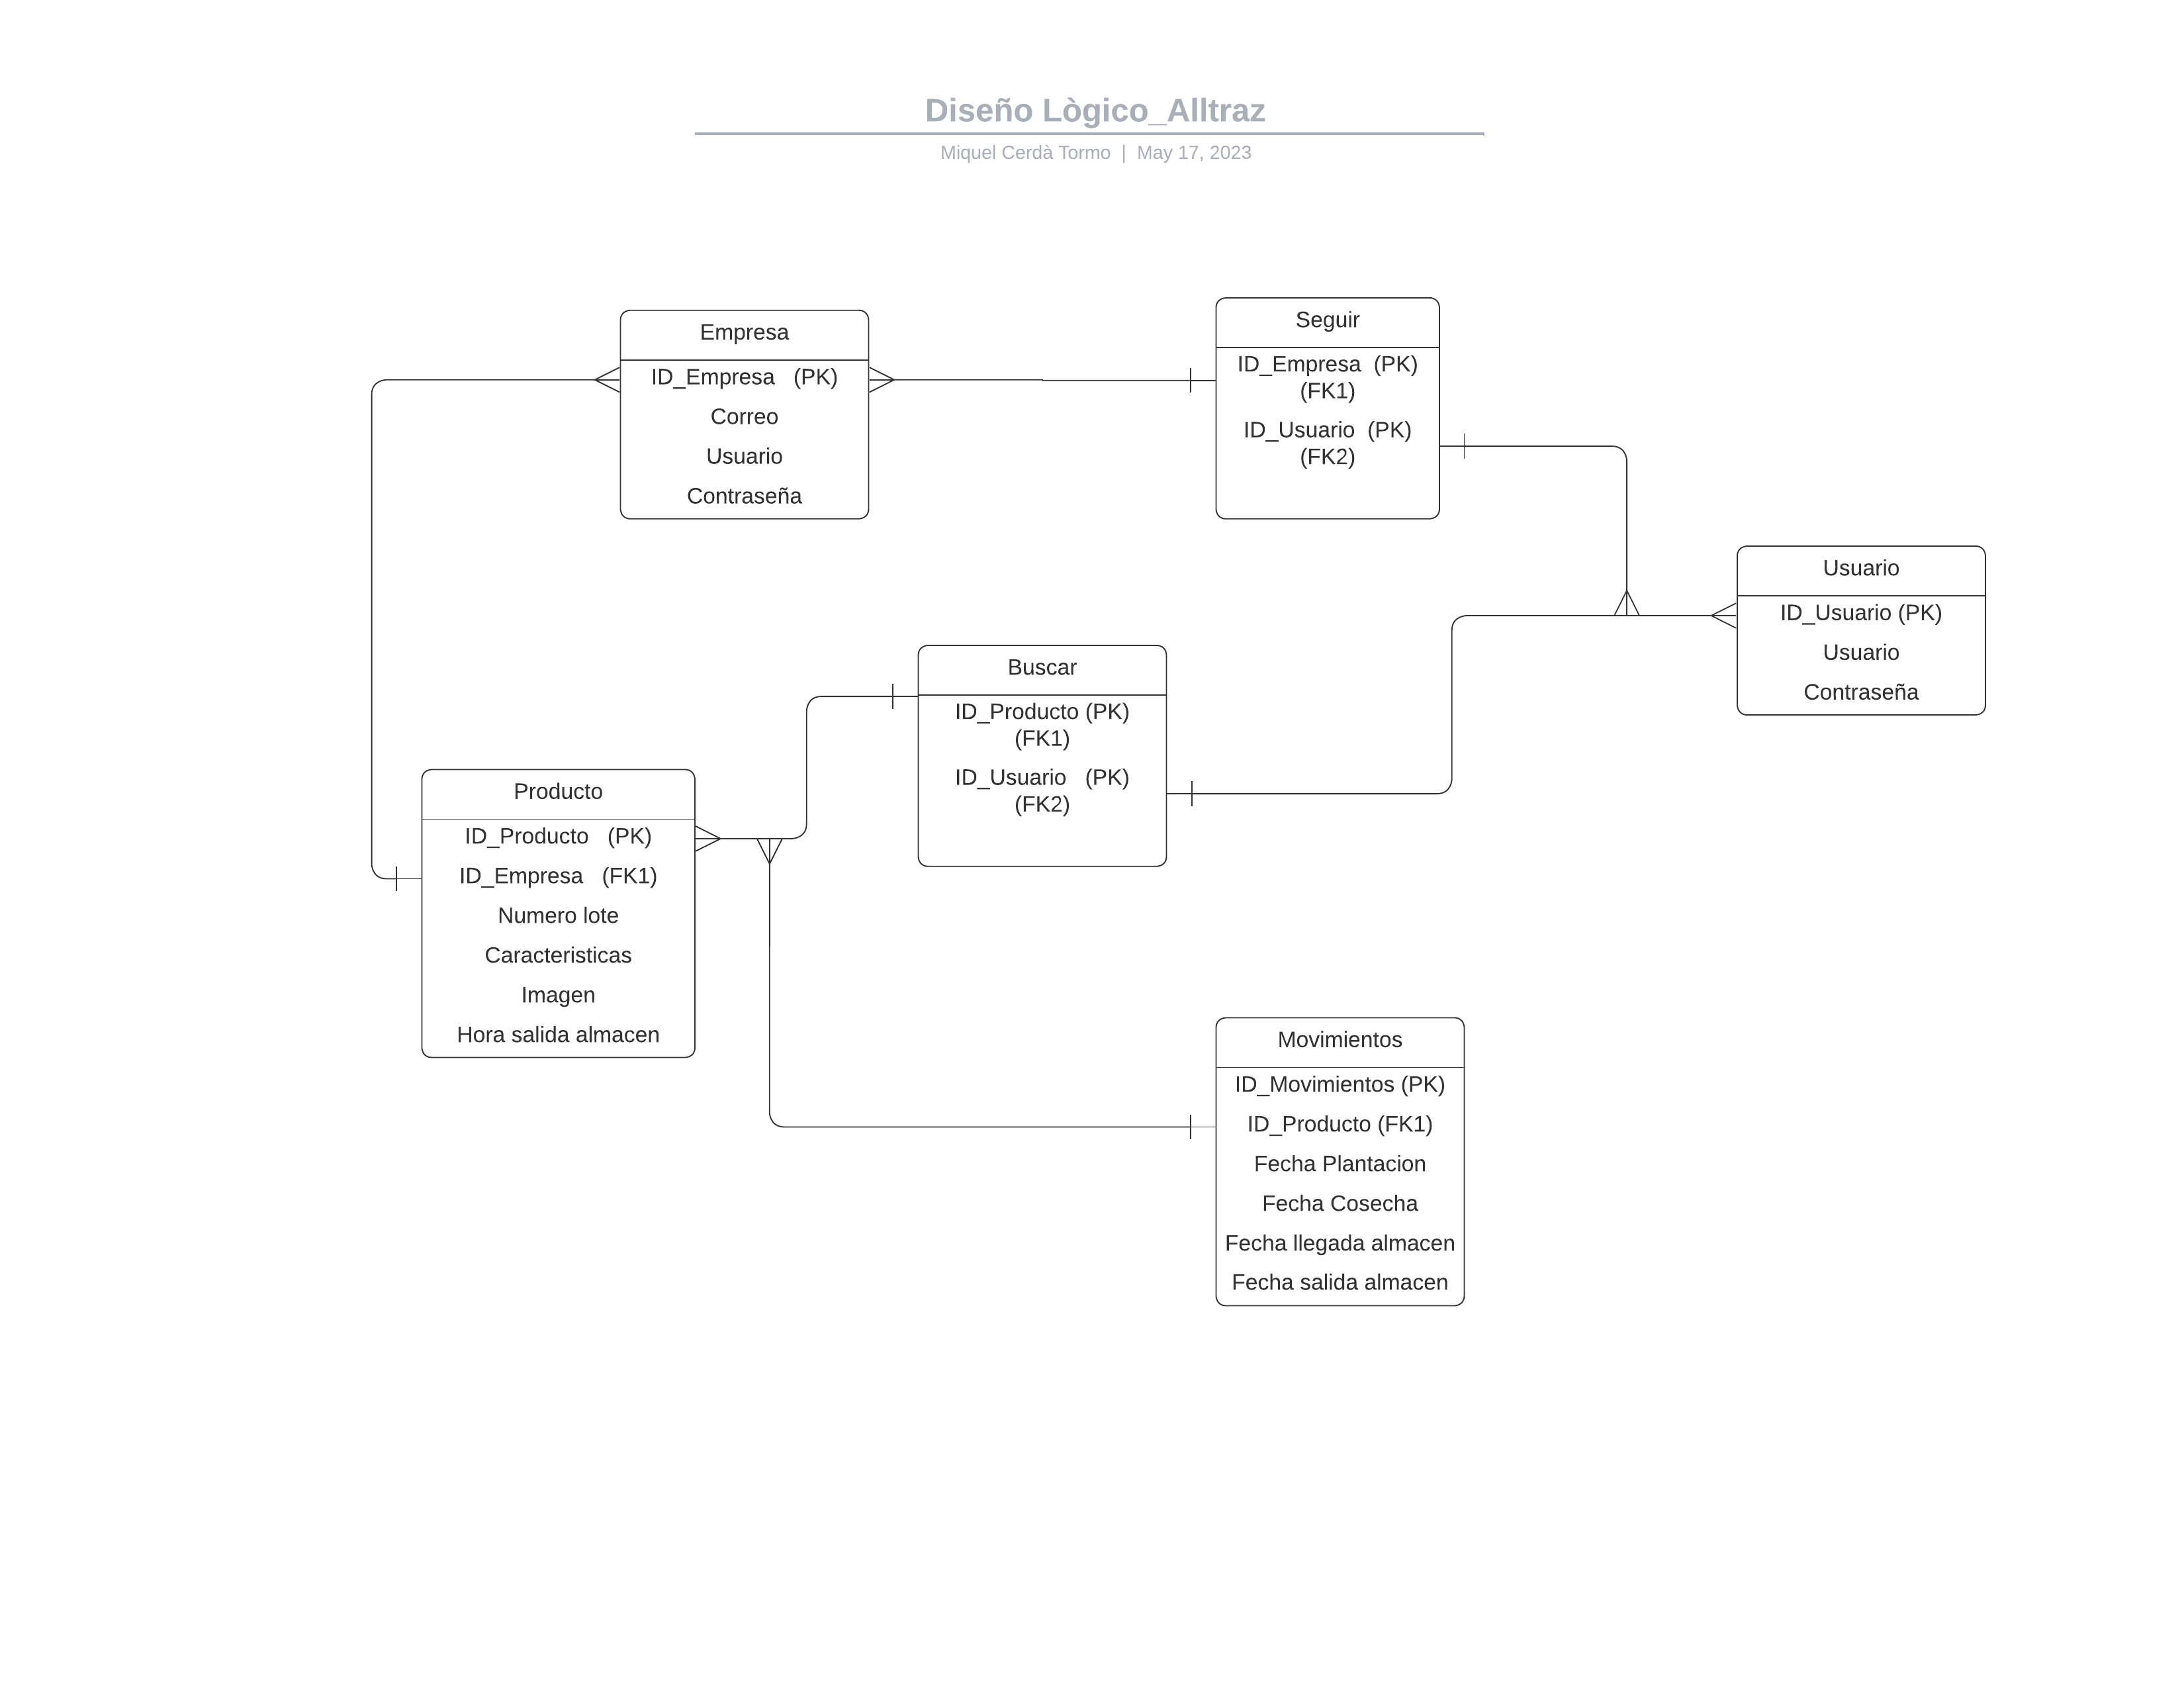 Diseño Lògico_Alltraz
Miquel Cerdà Tormo | May 17, 2023
Empresa
ID_Empresa (PK)
Correo
Usuario
Contraseña
Seguir
ID_Empresa (PK)
(FK1)
ID_Usuario (PK)
(FK2)
Usuario
ID_Usuario (PK)
Usuario
Contraseña
Buscar
ID_Producto (PK)
(FK1)
ID_Usuario (PK)
(FK2)
Producto
ID_Producto (PK)
ID_Empresa (FK1)
Numero lote
Caracteristicas
Imagen
Hora salida almacen
Movimientos
ID_Movimientos (PK)
ID_Producto (FK1)
Fecha Plantacion
Fecha Cosecha
Fecha llegada almacen
Fecha salida almacen